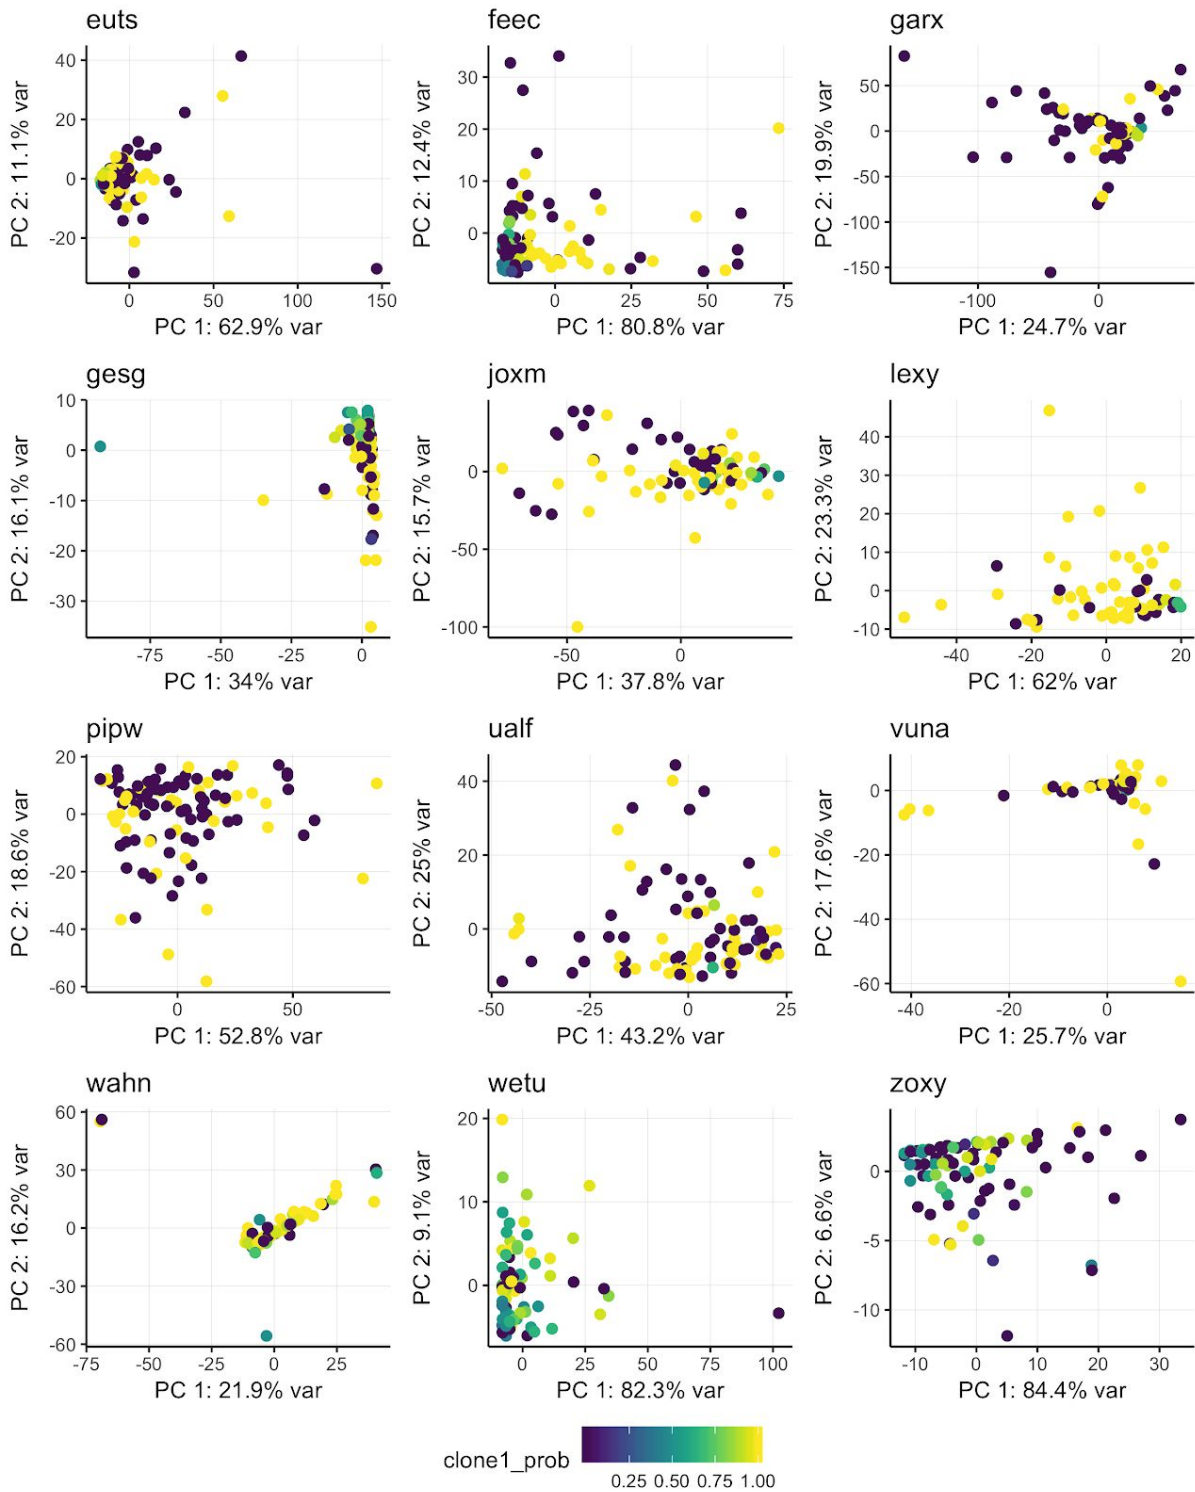 euts
feec
garx
40
20
0
-20
PC 2: 11.1% var
0
50
100
150
PC 1: 62.9% var
30
20
10
0
PC 2: 12.4% var
0
25
50
75
PC 1: 80.8% var
50
0
-50
-100
-150
PC 2: 19.9% var
-100
0
PC 1: 24.7% var
gesg
joxm
lexy
10
0
-10
-20
-30
PC 2: 16.1% var
-75
-50
-25
0
PC 1: 34% var
0
-50
-100
PC 2: 15.7% var
-50
0
PC 1: 37.8% var
40
30
20
10
0
-10
PC 2: 23.3% var
-40
-20
0
20
PC 1: 62% var
pipw
ualf
vuna
20
0
-20
-40
-60
PC 2: 18.6% var
0
50
PC 1: 52.8% var
40
20
0
PC 2: 25% var
-50
-25
0
25
PC 1: 43.2% var
0
-20
-40
-60
PC 2: 17.6% var
-40
-20
0
PC 1: 25.7% var
wahn
wetu
zoxy
60
30
0
-30
-60
PC 2: 16.2% var
-75
-50
-25
0
25
PC 1: 21.9% var
20
10
0
PC 2: 9.1% var
0
25
50
75
100
PC 1: 82.3% var
0
-5
-10
PC 2: 6.6% var
-10
0
10
20
30
PC 1: 84.4% var
clone1_prob
0.25 0.50 0.75 1.00